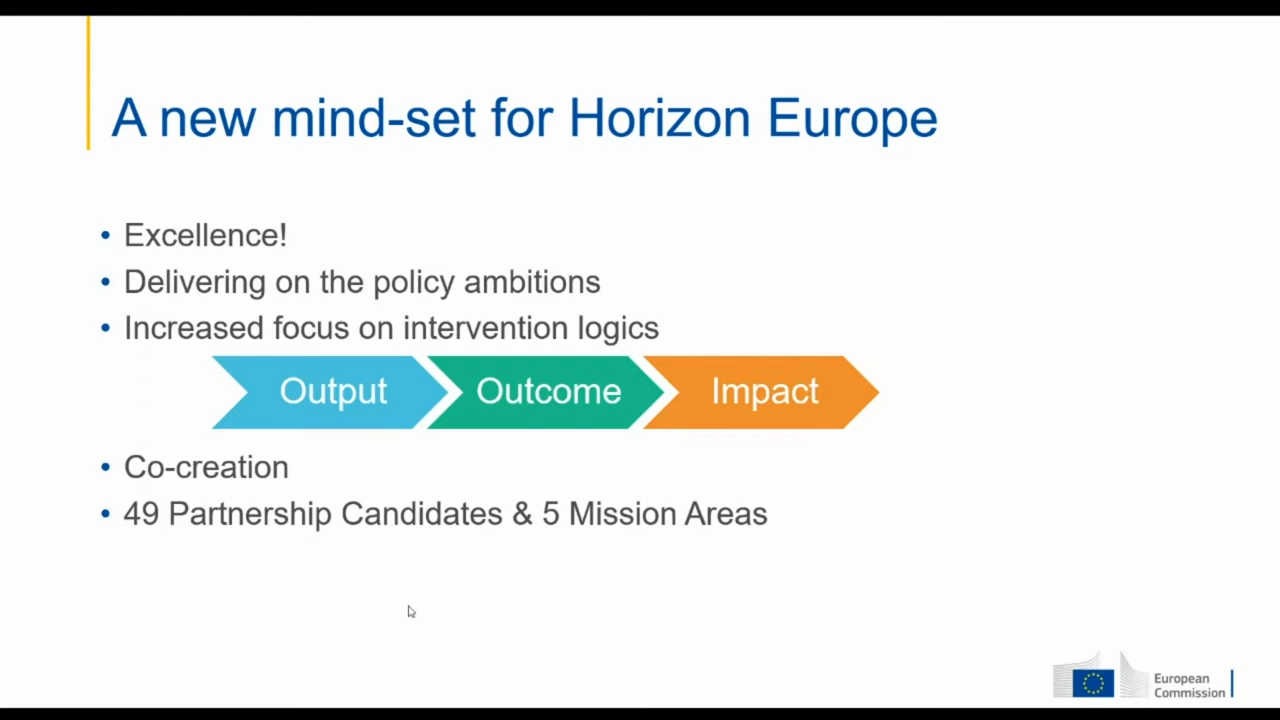 A new mind-set for Horizon Europe
• Excellence!
• Delivering on the policy ambitions
• Increased focus on intervention logics
Output Outcome Impact
• Co-creation
• 49 Partnership Candidates & 5 Mission Areas
European
Commission